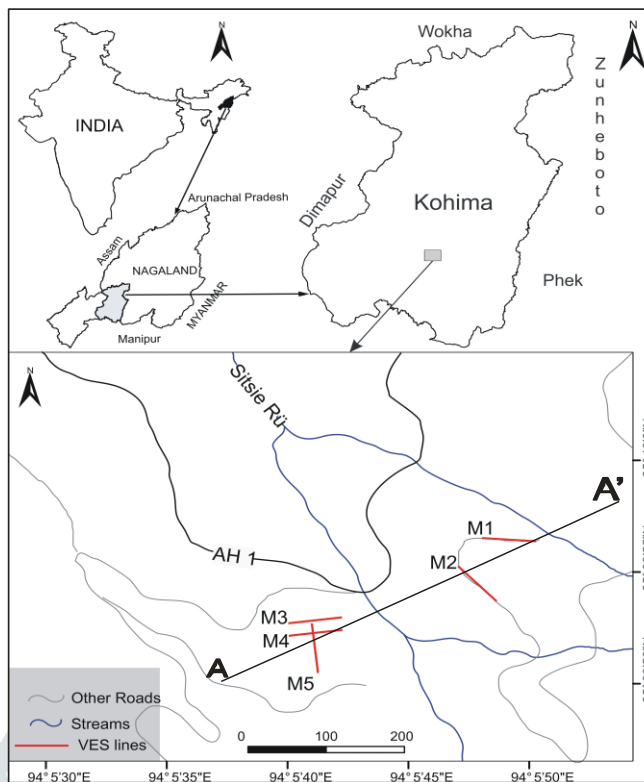 N
N
Wokha
Zunheboto
INDIA
Arunachal Pradesh
Dimapur
Kohima
Assam
NAGALAND
MYANMAR
Phek
Manipur
N
Sitsie Rü
A'
M1
AH 1
M2
M3
M4
A
M5
Other Roads
Streams
VES lines
0 100 200
94° 5'30"E 94° 5'35"E 94° 5'40"E 94° 5'45"E 94° 5'50"E